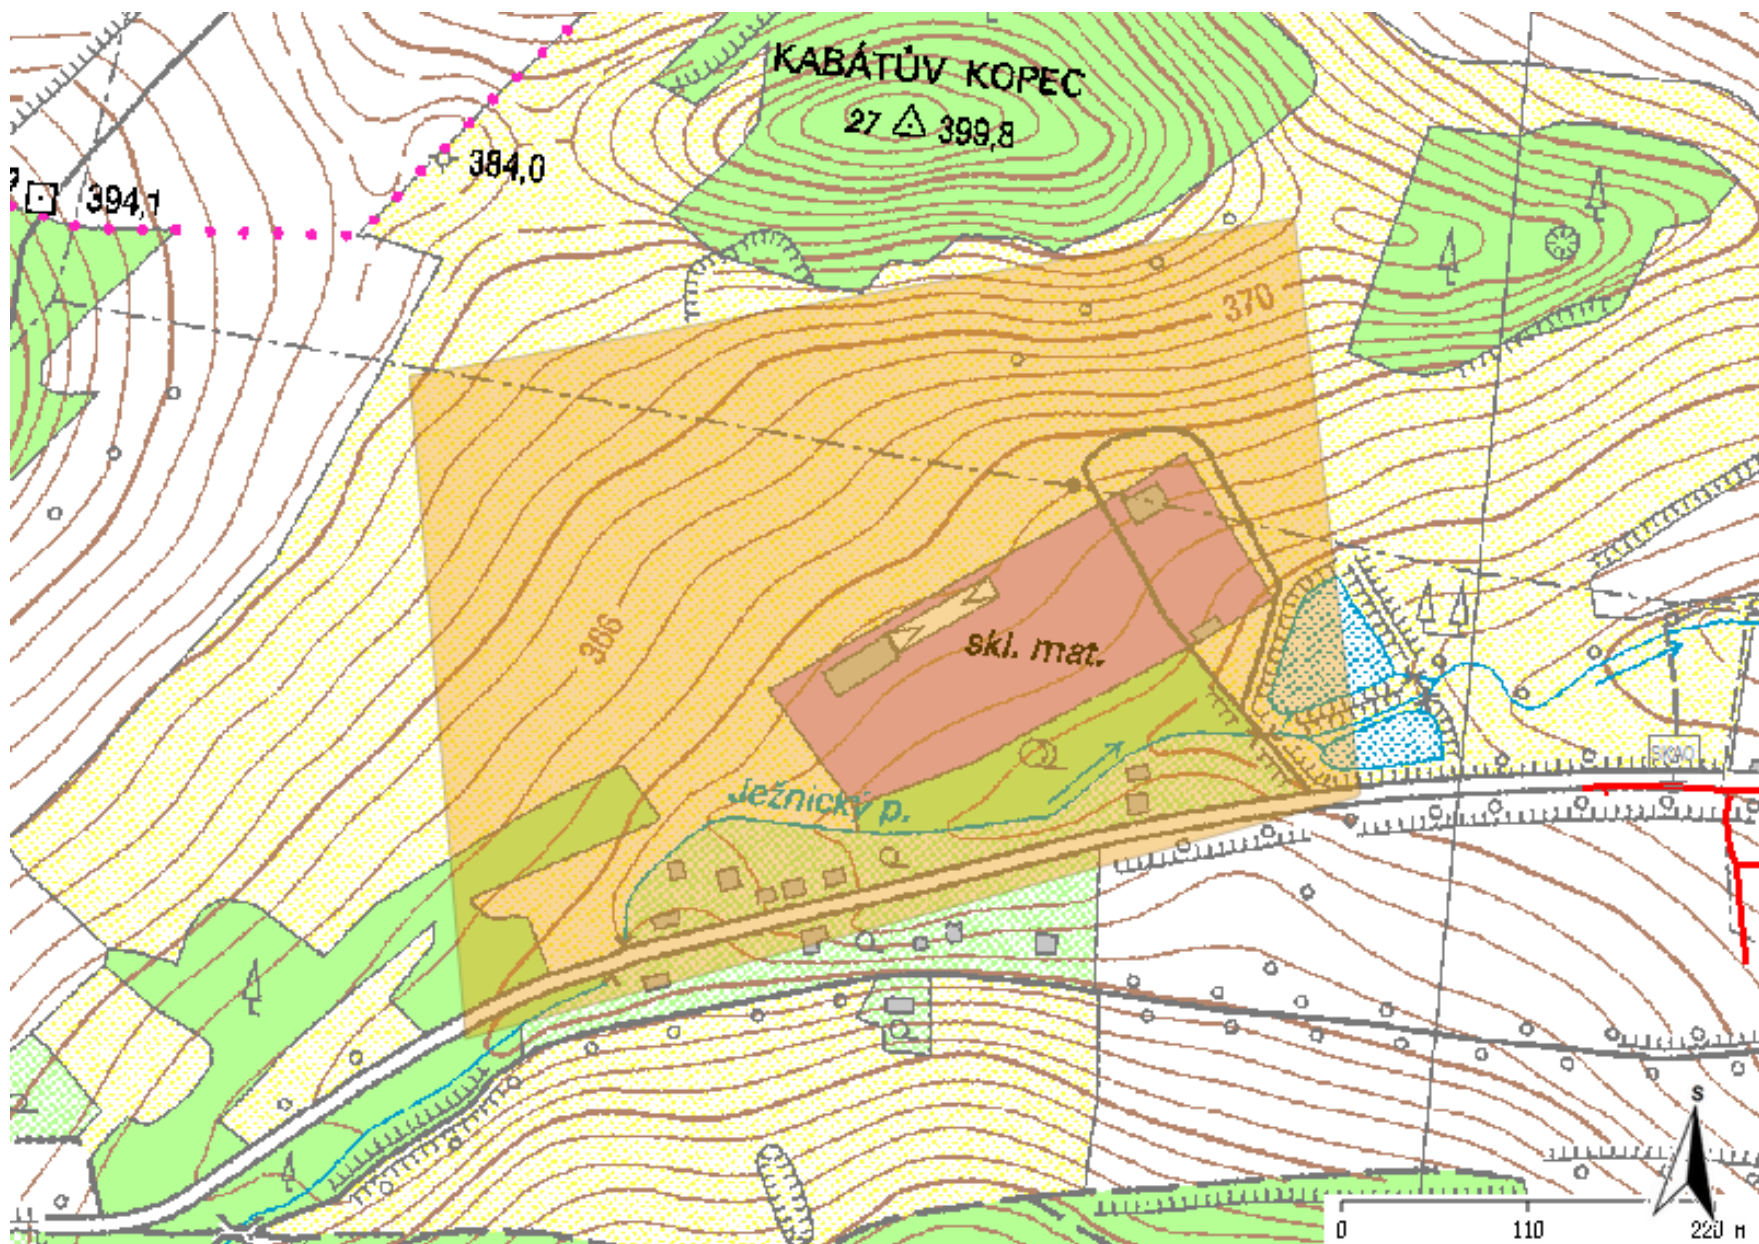 KABÁTŮV KOPEC
27 399,8
384,0
394,1
370
366
skl. mat.
Ježnický p.
S
0 110 220 M